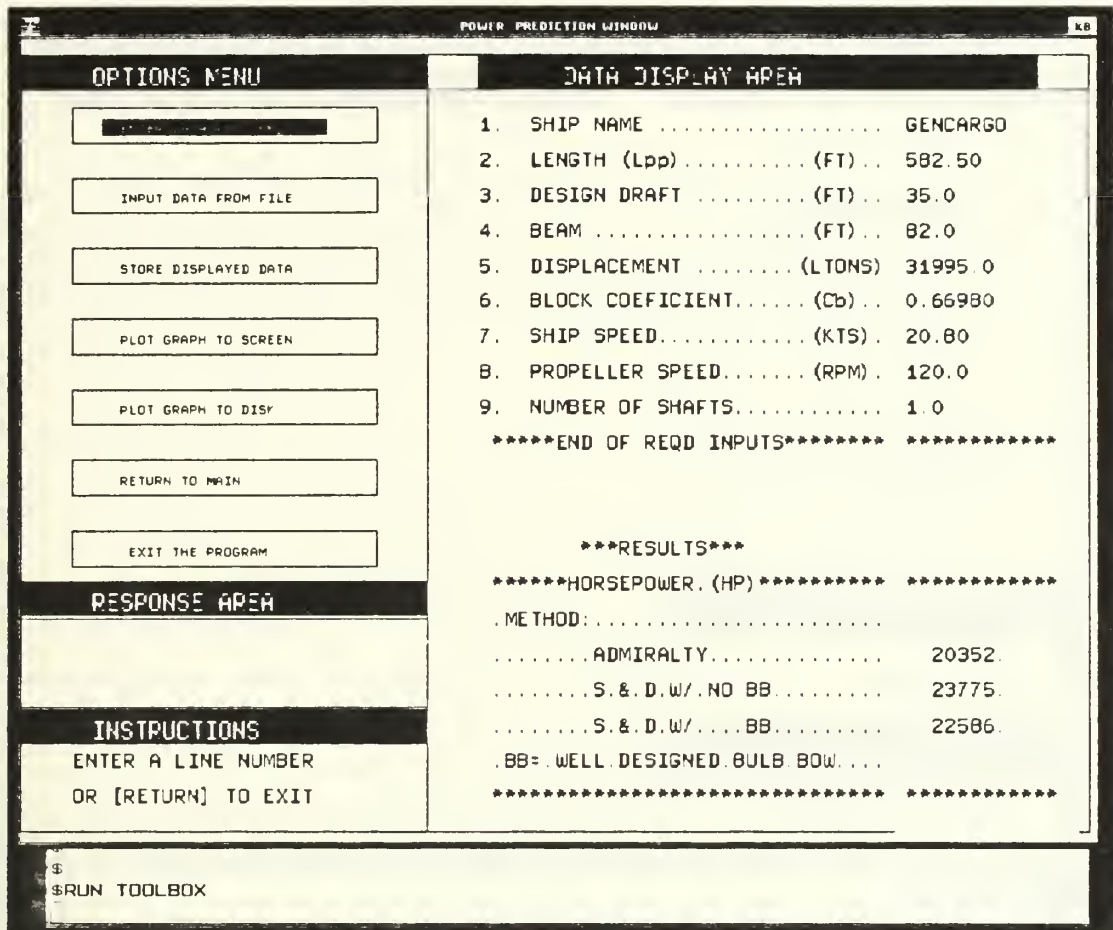 POWER PREDICTION WINDOW
KB
OPTIONS MENU
INPUT DATA FROM FILE
STORE DISPLAYED DATA
PLOT GRAPH TO SCREEN
PLOT GRAPH TO DISK
RETURN TO MAIN
EXIT THE PROGRAM
RESPONSE AREA
INSTRUCTIONS
ENTER A LINE NUMBER
OR [RETURN] TO EXIT
DATA DISPLAY AREA
1. SHIP NAME .................. GENCARGO
2. LENGTH (Lpp)..........(FT).. 582.50
3. DESIGN DRAFT .........(FT).. 35.0
4. BEAM .................(FT).. 82.0
5. DISPLACEMENT ........(LTONS) 31995.0
6. BLOCK COEFICIENT......(Cb).. 0.66980
7. SHIP SPEED............(KTS). 20.80
8. PROPELLER SPEED.......(RPM). 120.0
9. NUMBER OF SHAFTS............ 1.0
*****END OF REQD INPUTS******** ************
***RESULTS***
******HORSEPOWER.(HP)********** ************
.METHOD:.......................
........ADMIRALTY.............. 20352.
........S.&.D.W/.NO BB......... 23775.
........S.&.D.W/....BB......... 22586.
.BB=.WELL.DESIGNED.BULB.BOW....
******************************* ************
$
$RUN TOOLBOX